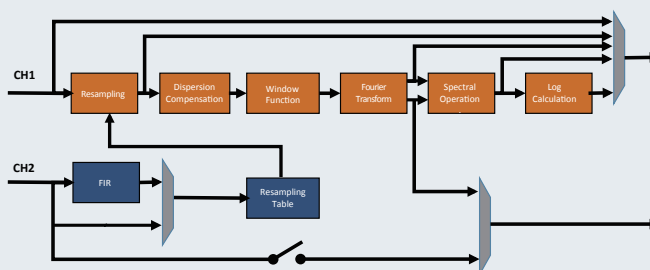 CH1
Resampling
Dispersion
Compensation
Window
Function
Fourier
Transform
Spectral
Operation
Log
Calculation
CH2
FIR
Resampling
Table